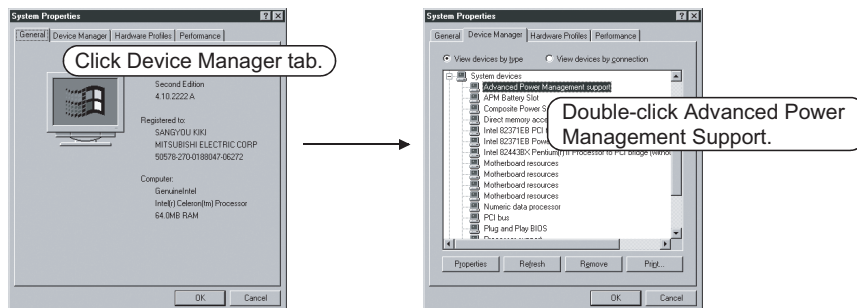 System Properties
General Device Manager Hardware Profiles Performance
Click Device Manager tab.
Second Edition
4.10.2222 A
Registered to:
SANGYOU KIKI
MITSUBISHI ELECTRIC CORP
50578-270-0188047-06272
Computer:
GenuineIntel
Intel(r) Celeron(tm) Processor
64.0MB RAM
OK Cancel
System Properties
General Device Manager Hardware Profiles Performance
View devices by type View devices by connection
System devices
Advanced Power Management support
APM Battery Slot
Composite Power S
Direct memory acce
Intel 82371EB PCI t
Intel 82371EB Powe
Intel 82443BX Pentium(r) II Processor to PCI bridge (witho
Double-click Advanced Power
Management Support.
Motherboard resources
Motherboard resources
Motherboard resources
Motherboard resources
Numeric data processor
PCI bus
Plug and Play BIOS
Properties Refresh Remove Print...
OK Cancel